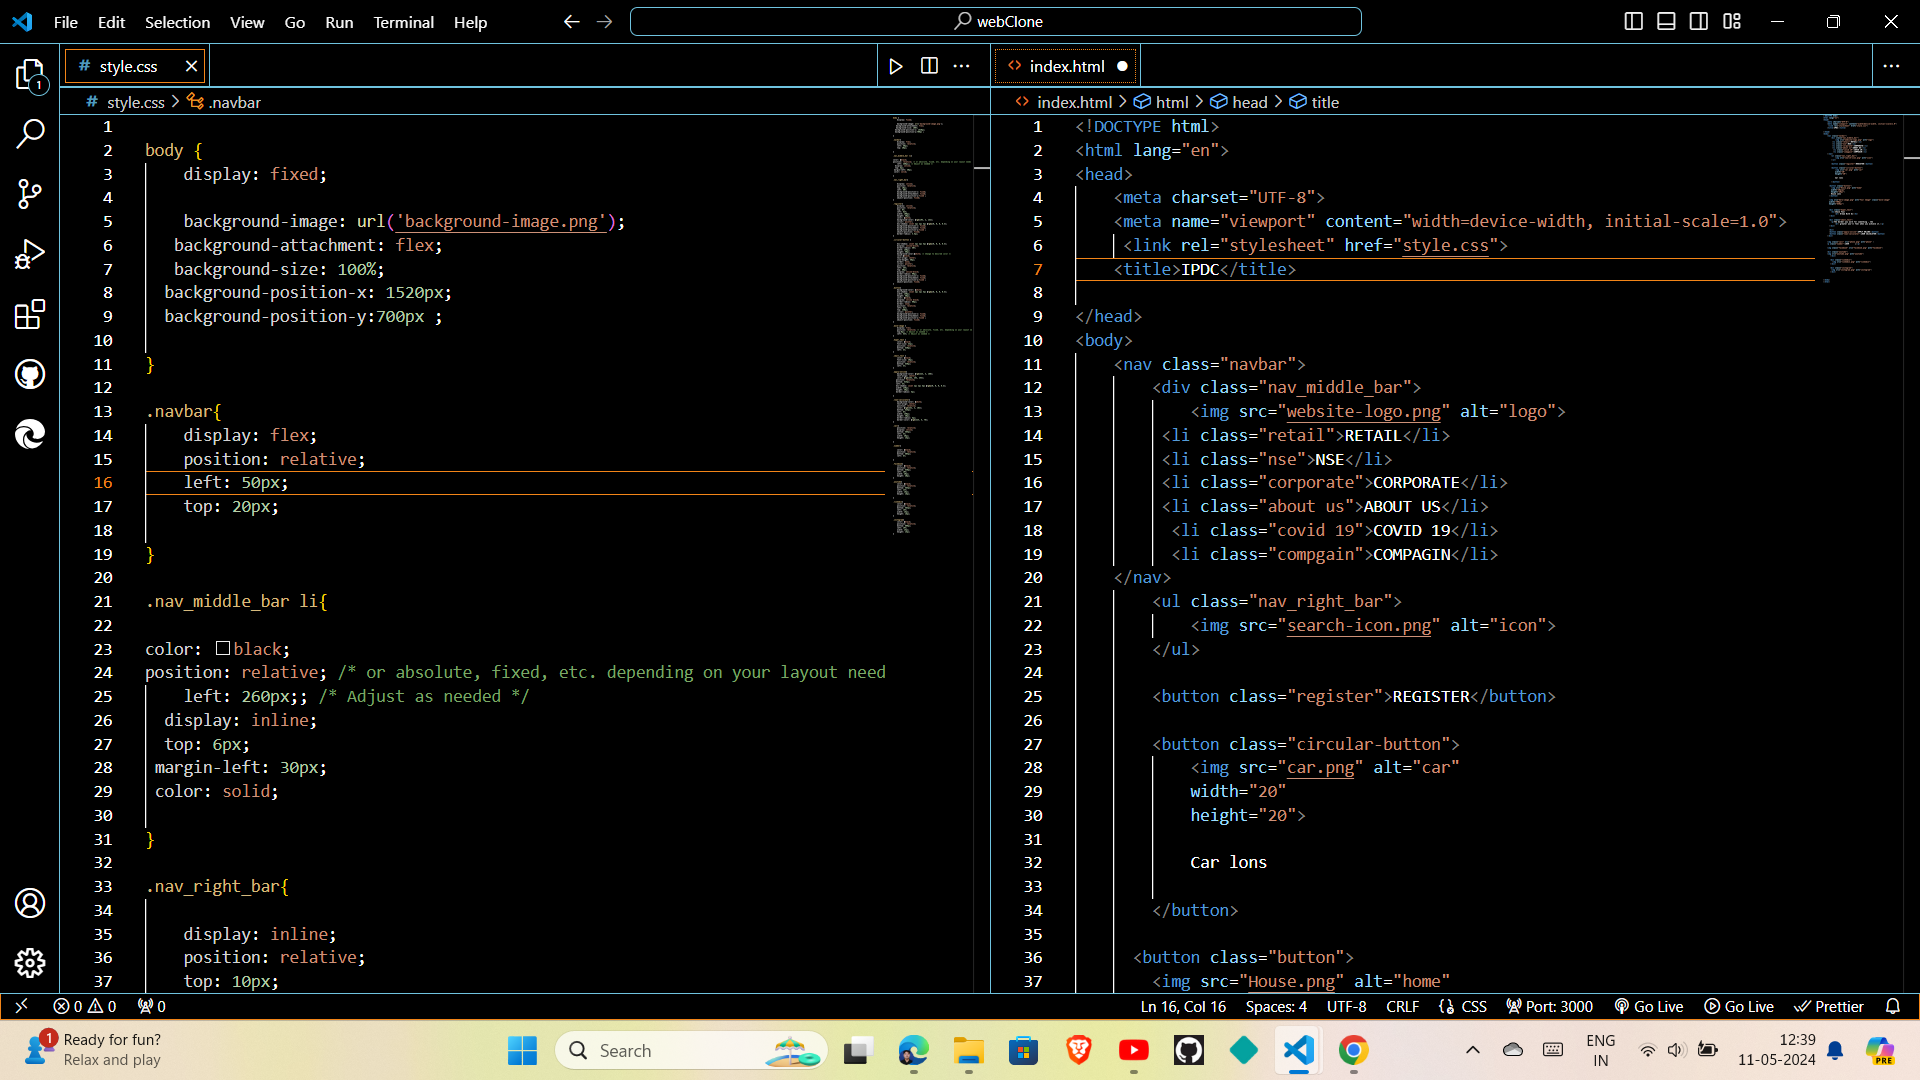 File Edit Selection View Go Run Terminal Help
webClone
# style.css
<> index.html
# style.css > .navbar
<> index.html > html > head > title
1
2 body {
3 display: fixed;
4
5 background-image: url('background-image.png');
6 background-attachment: flex;
7 background-size: 100%;
8 background-position-x: 1520px;
9 background-position-y:700px ;
10
11 }
12
13 .navbar{
14 display: flex;
15 position: relative;
16 left: 50px;
17 top: 20px;
18
19 }
20
21 .nav_middle_bar li{
22
23 color: black;
24 position: relative; /* or absolute, fixed, etc. depending on your layout need
25 left: 260px;; /* Adjust as needed */
26 display: inline;
27 top: 6px;
28 margin-left: 30px;
29 color: solid;
30
31 }
32
33 .nav_right_bar{
34
35 display: inline;
36 position: relative;
37 top: 10px;
1 <!DOCTYPE html>
2 <html lang="en">
3 <head>
4 <meta charset="UTF-8">
5 <meta name="viewport" content="width=device-width, initial-scale=1.0">
6 <link rel="stylesheet" href="style.css">
7 <title>IPDC</title>
8
9 </head>
10 <body>
11 <nav class="navbar">
12 <div class="nav_middle_bar">
13 <img src="website-logo.png" alt="logo">
14 <li class="retail">RETAIL</li>
15 <li class="nse">NSE</li>
16 <li class="corporate">CORPORATE</li>
17 <li class="about us">ABOUT US</li>
18 <li class="covid 19">COVID 19</li>
19 <li class="compgain">COMPAGIN</li>
20 </nav>
21 <ul class="nav_right_bar">
22 <img src="search-icon.png" alt="icon">
23 </ul>
24
25 <button class="register">REGISTER</button>
26
27 <button class="circular-button">
28 <img src="car.png" alt="car"
29 width="20"
30 height="20">
31
32 Car lons
33
34 </button>
35
36 <button class="button">
37 <img src="House.png" alt="home"
1
0 0 0 Ln 16, Col 16 Spaces: 4 UTF-8 CRLF {} CSS Port: 3000 Go Live Go Live Prettier
1 Ready for fun?
Relax and play
Search
ENG
IN
12:39
11-05-2024
PRE